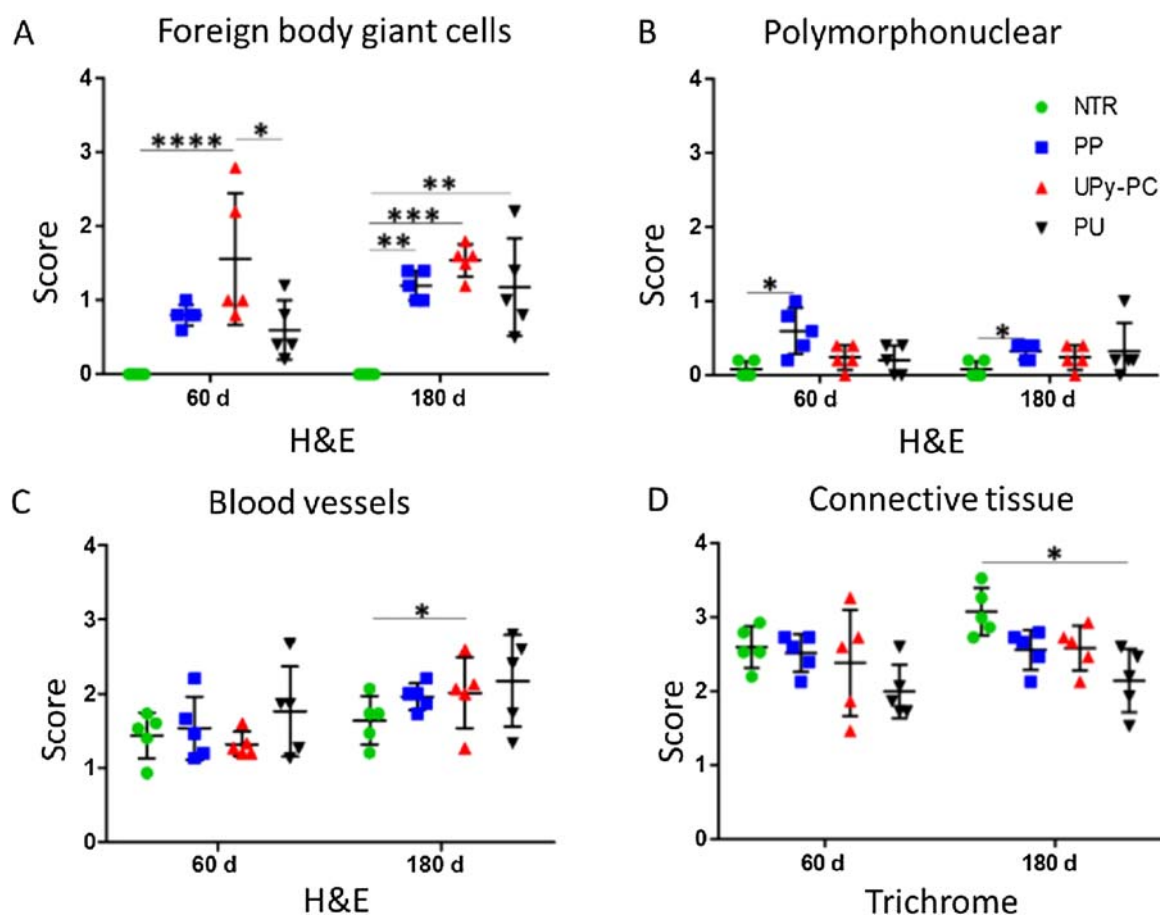 A Foreign body giant cells
4
3
2
1
0
Score
**** *
** *** **
60 d 180 d
H&E
B Polymorphonuclear
4
3
2
1
0
Score
NTR
PP
UPy-PC
PU
* *
60 d 180 d
H&E
C Blood vessels
4
3
2
1
0
Score
*
60 d 180 d
H&E
D Connective tissue
4
3
2
1
0
Score
*
60 d 180 d
Trichrome